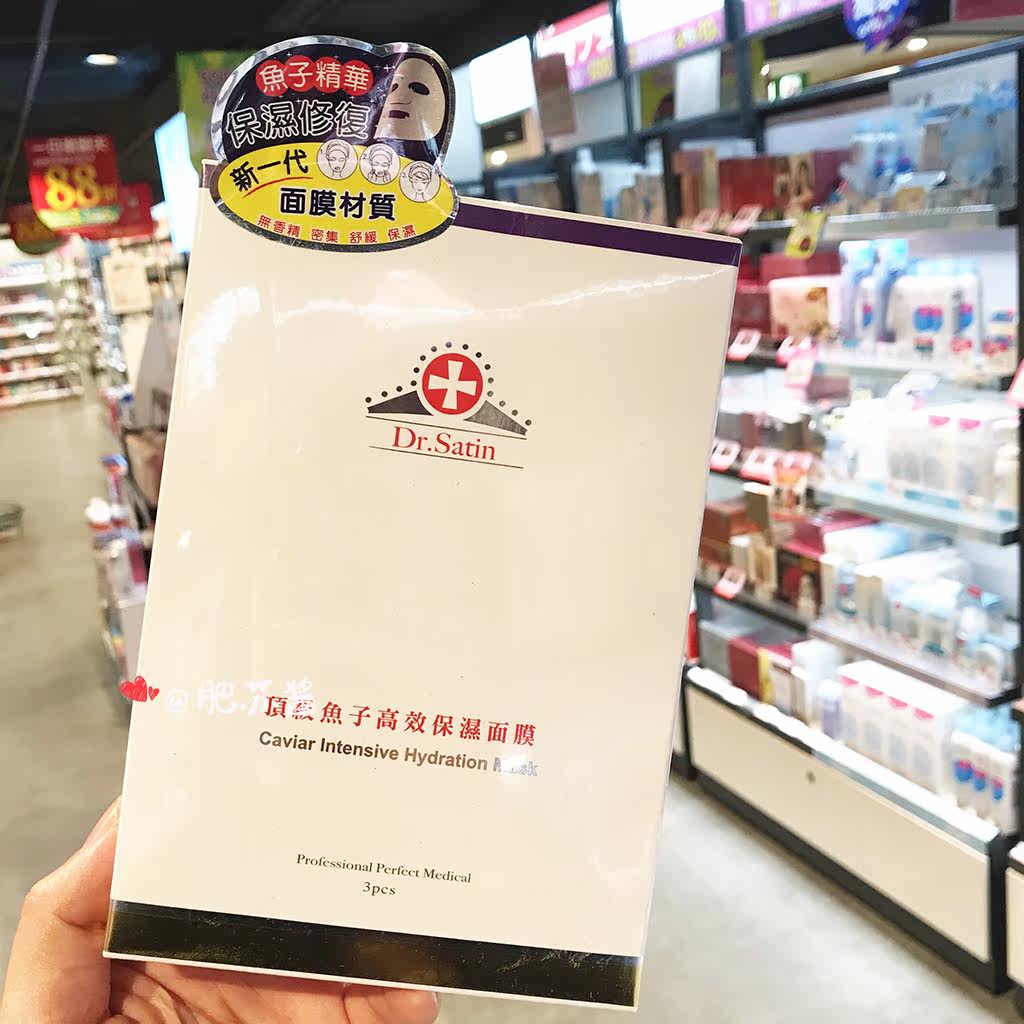 魚子精華
保濕修復
新一代
面膜材質
無香精 密集 舒緩 保濕
Dr.Satin
頂級魚子高效保濕面膜
Caviar Intensive Hydration Mask
Professional Perfect Medical
3pcs
88